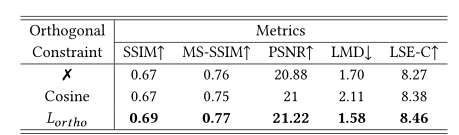 Orthogonal Metrics
Constraint SSIM↑ MS-SSIM↑ PSNR↑ LMD↓ LSE-C↑
✗ 0.67 0.76 20.88 1.70 8.27
Cosine 0.67 0.75 21 2.11 8.38
Lortho 0.69 0.77 21.22 1.58 8.46